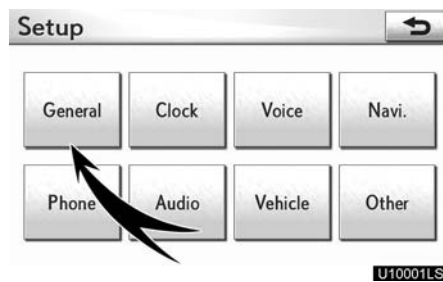 Setup
General Clock Voice Navi.
Phone Audio Vehicle Other
U10001LS